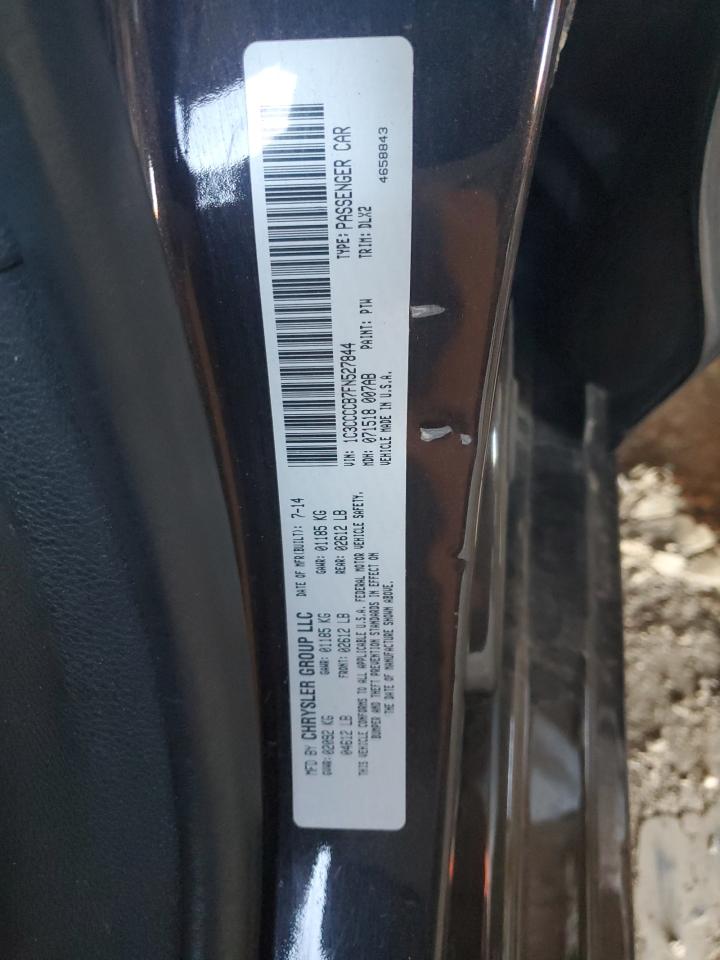 MFD BY CHRYSLER GROUP LLC DATE OF MFR(BUILT): 7-14
GVWR: 02092 KG GAWR: 01185 KG GAWR: 01185 KG
04612 LB FRONT: 02612 LB REAR: 02612 LB
THIS VEHICLE CONFORMS TO ALL APPLICABLE U.S.A. FEDERAL MOTOR VEHICLE SAFETY,
BUMPER AND THEFT PREVENTION STANDARDS IN EFFECT ON
THE DATE OF MANUFACTURE SHOWN ABOVE.
VIN: 1C3CCCCB7FN527844 TYPE: PASSENGER CAR
MDH: 071518 007AB PAINT: PTW TRIM: DLX2
VEHICLE MADE IN U.S.A. 4658843